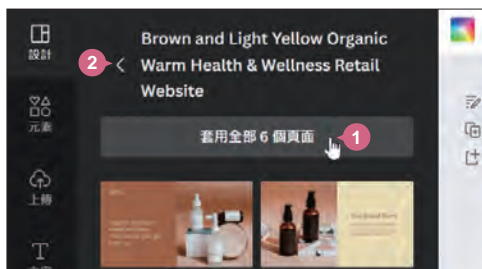 設計
元素
上傳
T
2
Brown and Light Yellow Organic
Warm Health & Wellness Retail
Website
套用全部 6 個頁面
1